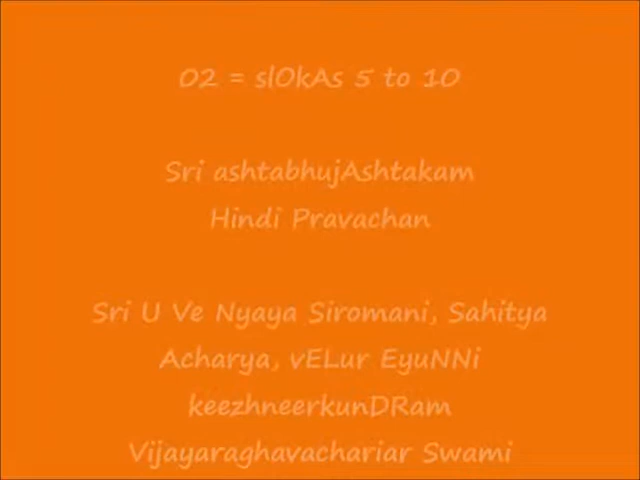 02 = slOkAs 5 to 10
Sri ashtabhujAshtakam
Hindi Pravachan
Sri U Ve Nyaya Siromani, Sahitya
Acharya, vELur EyuNNi
keezhneerkunDRam
Vijayaraghavachariar Swami